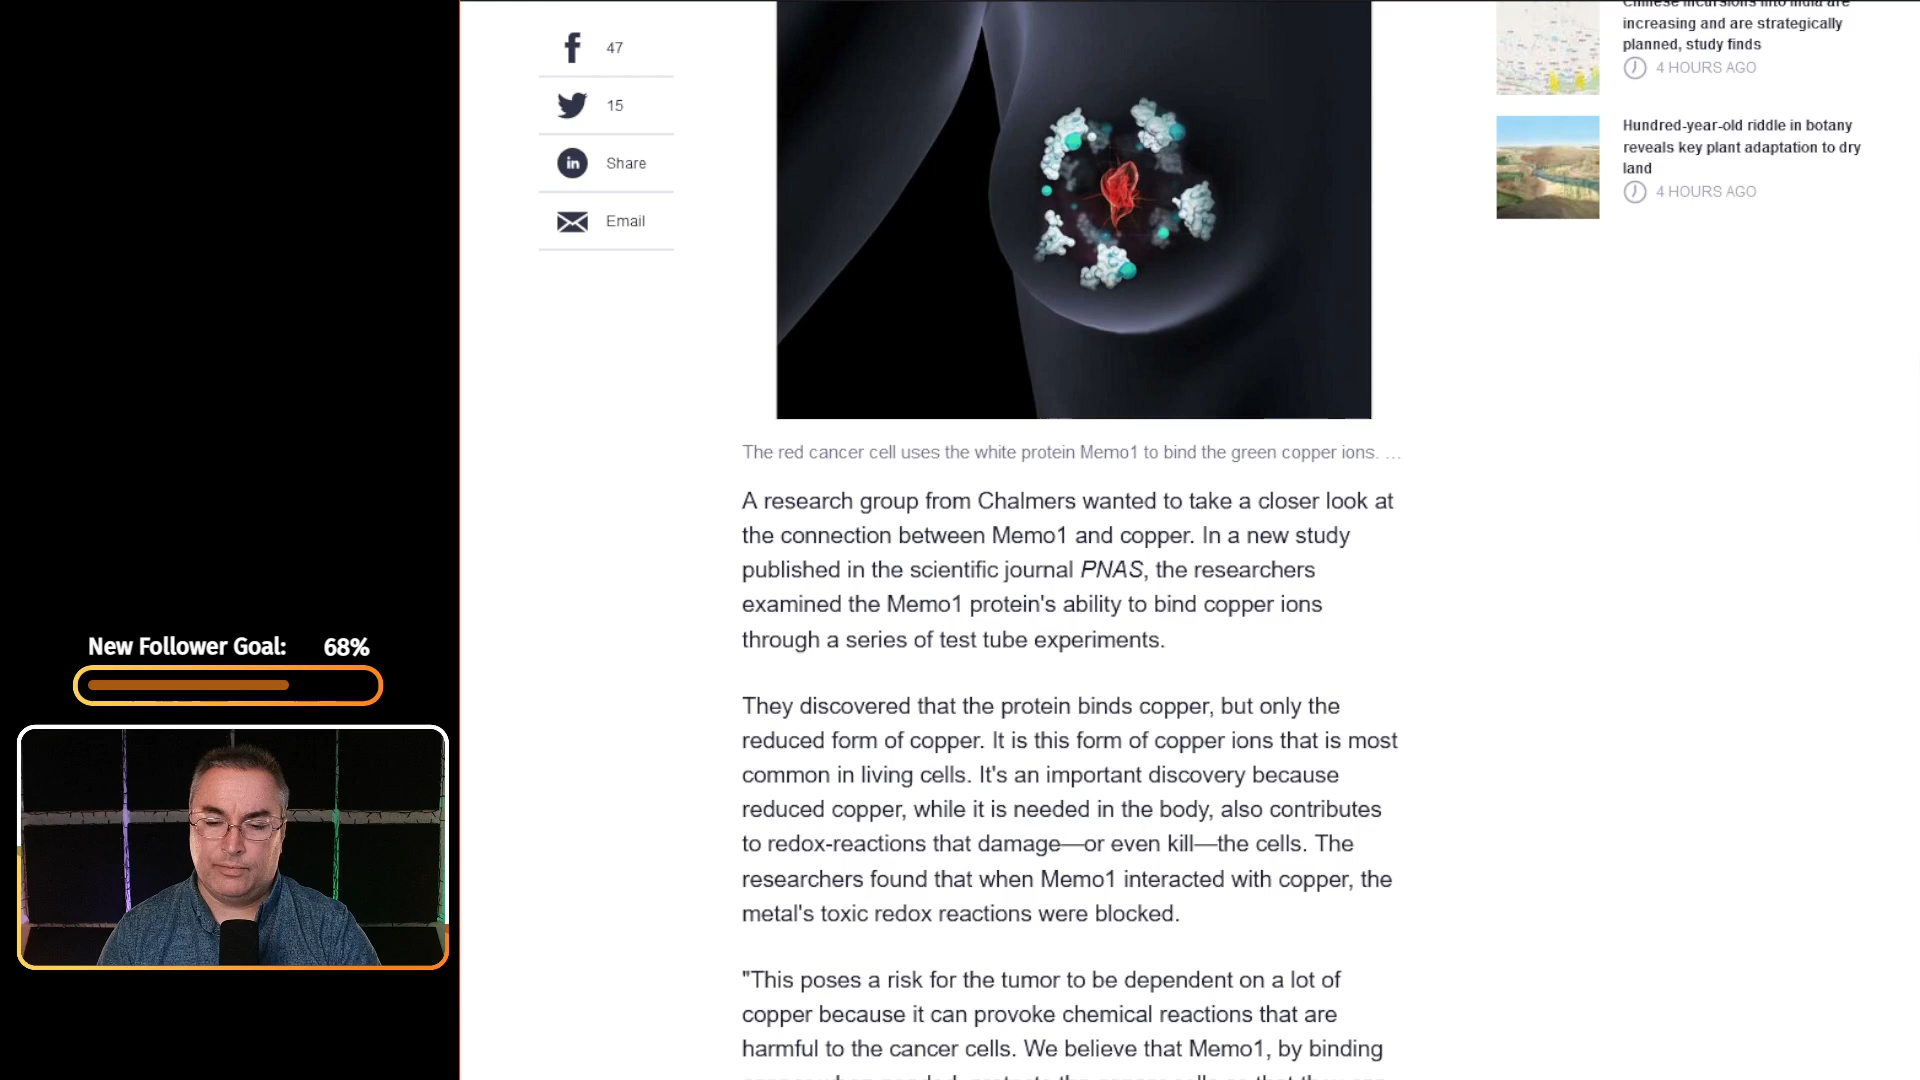 47
15
Share
Email
Chinese incursions into India are
increasing and are strategically
planned, study finds
4 HOURS AGO
Hundred-year-old riddle in botany
reveals key plant adaptation to dry
land
4 HOURS AGO
The red cancer cell uses the white protein Memo1 to bind the green copper ions. ...
A research group from Chalmers wanted to take a closer look at
the connection between Memo1 and copper. In a new study
published in the scientific journal PNAS, the researchers
examined the Memo1 protein's ability to bind copper ions
through a series of test tube experiments.
They discovered that the protein binds copper, but only the
reduced form of copper. It is this form of copper ions that is most
common in living cells. It's an important discovery because
reduced copper, while it is needed in the body, also contributes
to redox-reactions that damage—or even kill—the cells. The
researchers found that when Memo1 interacted with copper, the
metal's toxic redox reactions were blocked.
"This poses a risk for the tumor to be dependent on a lot of
copper because it can provoke chemical reactions that are
harmful to the cancer cells. We believe that Memo1, by binding
New Follower Goal: 68%